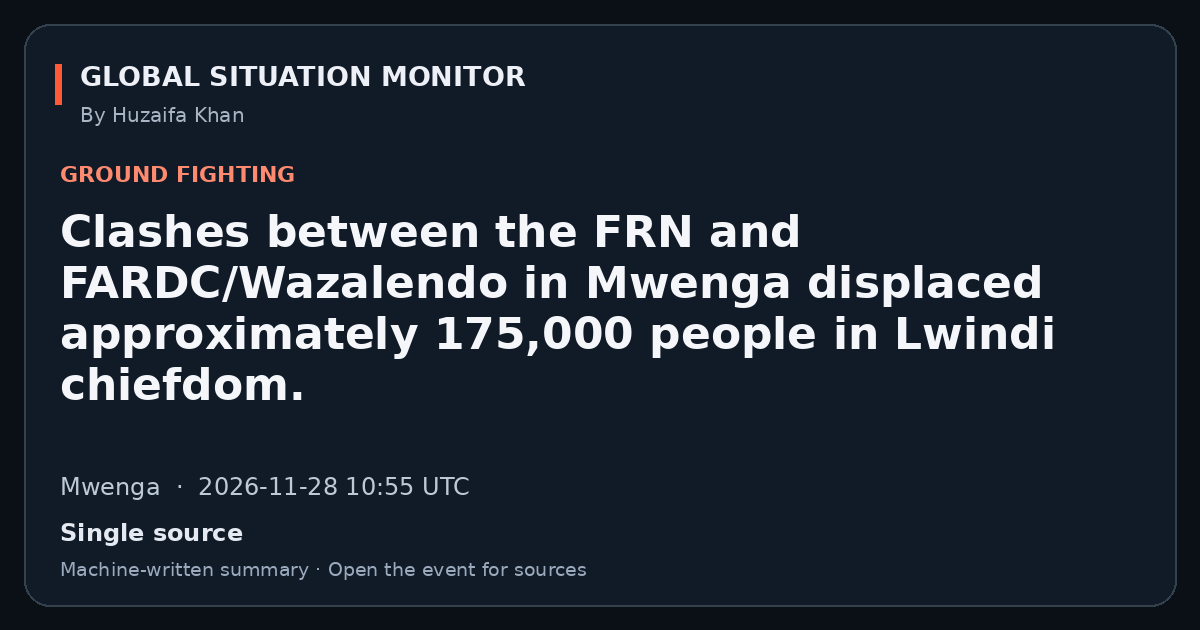 GLOBAL SITUATION MONITOR
By Huzaifa Khan
GROUND FIGHTING
Clashes between the FRN and
FARDC/Wazalendo in Mwenga displaced
approximately 175,000 people in Lwindi
chiefdom.
Mwenga · 2026-11-28 10:55 UTC
Single source
Machine-written summary · Open the event for sources